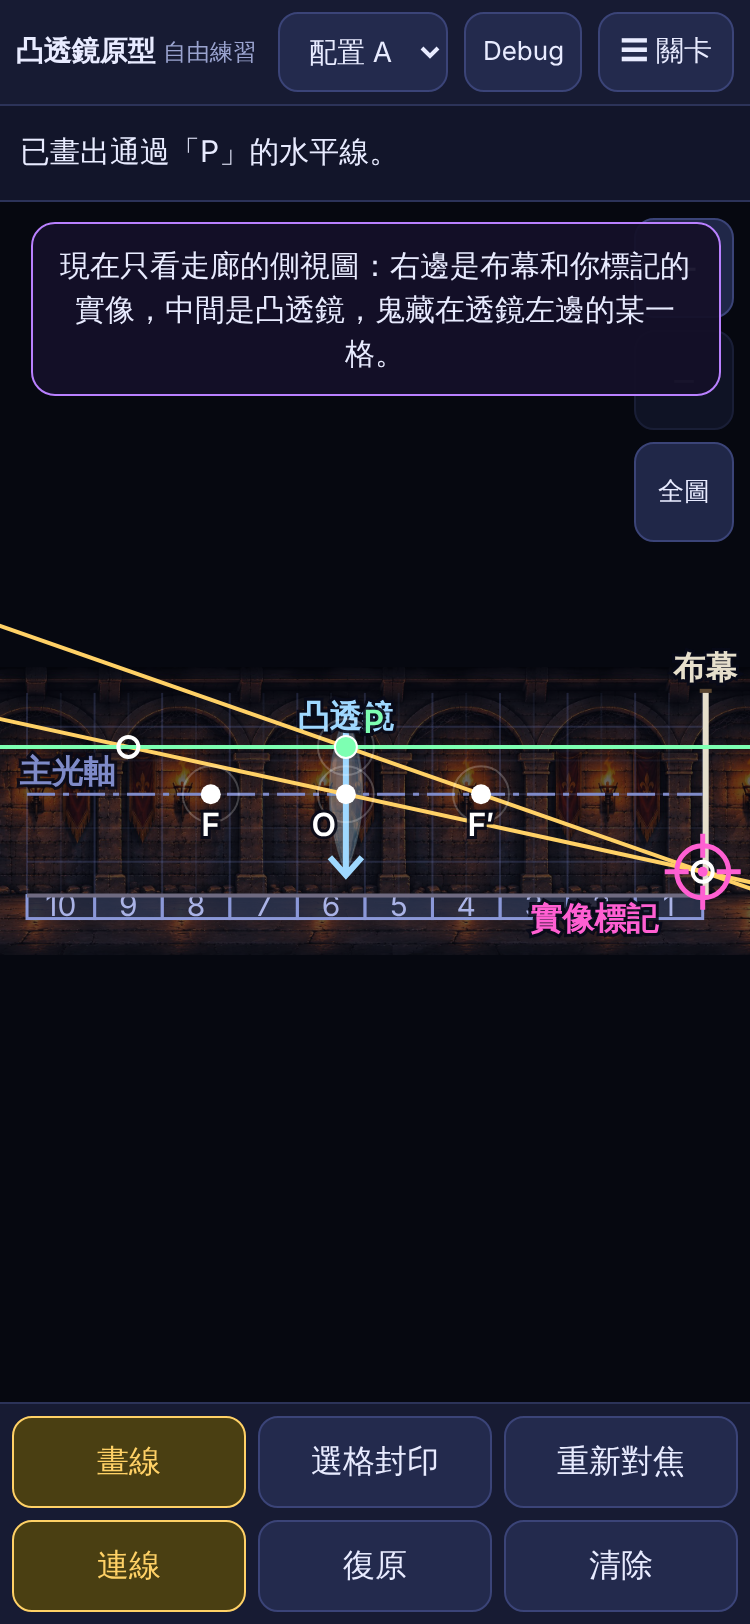 凸透鏡原型 自由練習 配置 A Debug ☰ 關卡
已畫出通過「P」的水平線。
現在只看走廊的側視圖：右邊是布幕和你標記的
實像，中間是凸透鏡，鬼藏在透鏡左邊的某一
格。
全圖
布幕
凸透鏡 P
主光軸
F O F′
10 9 8 7 6 5 4 1
實像標記
畫線 選格封印 重新對焦
連線 復原 清除